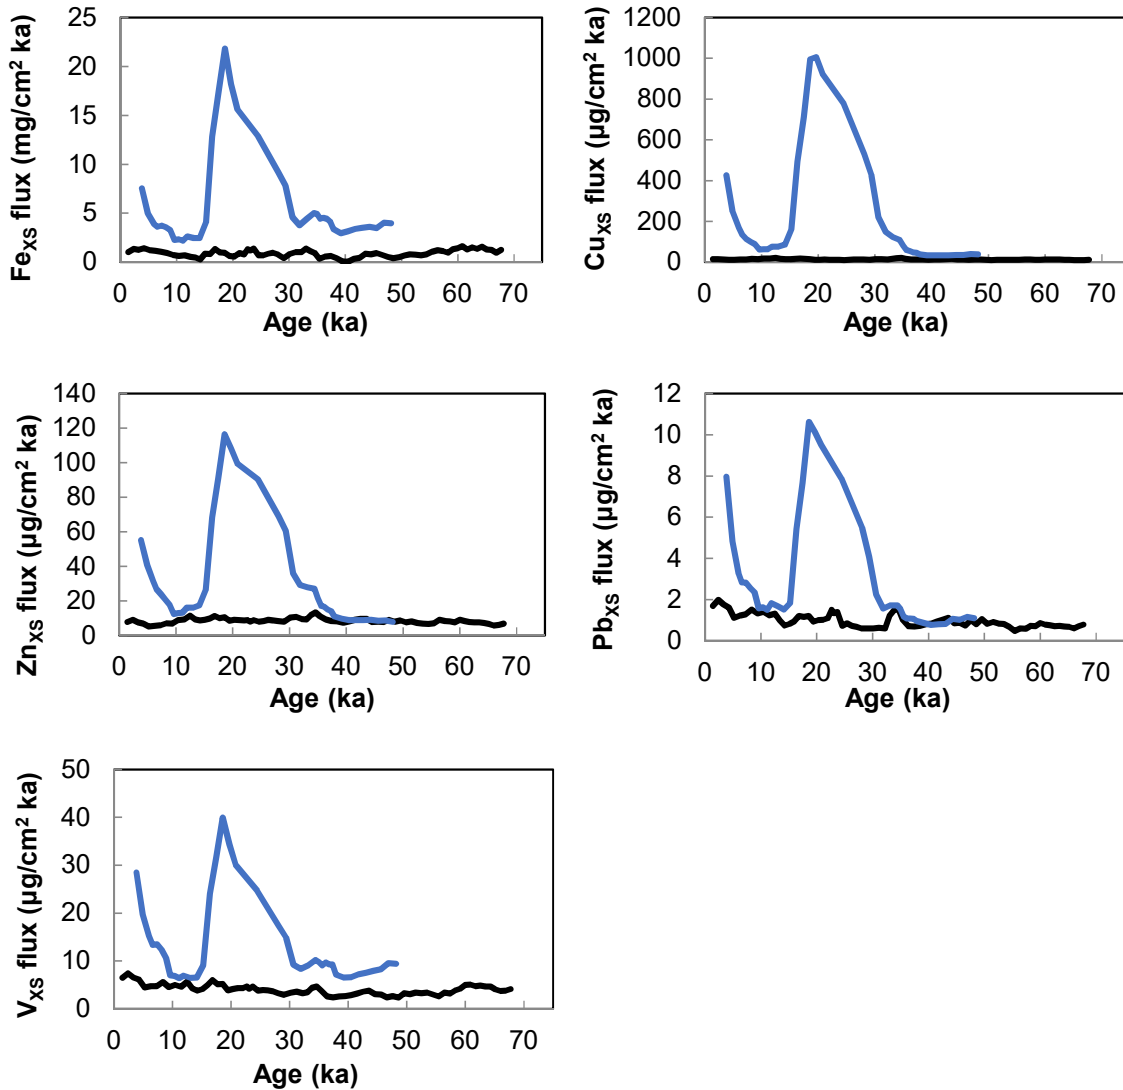 Fe_XS flux (mg/cm² ka)
25
20
15
10
5
0
0 10 20 30 40 50 60 70
Age (ka)
Cu_XS flux (µg/cm² ka)
1200
1000
800
600
400
200
0
0 10 20 30 40 50 60 70
Age (ka)
Zn_XS flux (µg/cm² ka)
140
120
100
80
60
40
20
0
0 10 20 30 40 50 60 70
Age (ka)
Pb_XS flux (µg/cm² ka)
12
10
8
6
4
2
0
0 10 20 30 40 50 60 70
Age (ka)
V_XS flux (µg/cm² ka)
50
40
30
20
10
0
0 10 20 30 40 50 60 70
Age (ka)